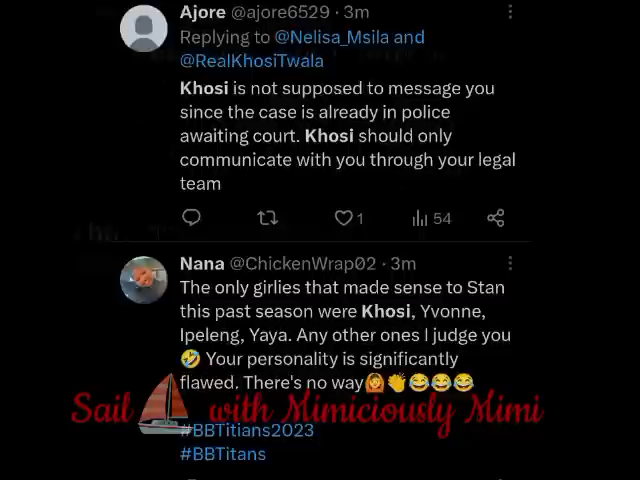 Ajore @ajore6529 · 3m
Replying to @Nelisa_Msila and
@RealKhosiTwala
Khosi is not supposed to message you
since the case is already in police
awaiting court. Khosi should only
communicate with you through your legal
team
1 54
Nana @ChickenWrap02 · 3m
The only girlies that made sense to Stan
this past season were Khosi, Yvonne,
Ipeleng, Yaya. Any other ones I judge you
🤣 Your personality is significantly
flawed. There's no way🙆👏😂😂😂
Sail with Mimiciously Mimi
#BBTitians2023
#BBTitans